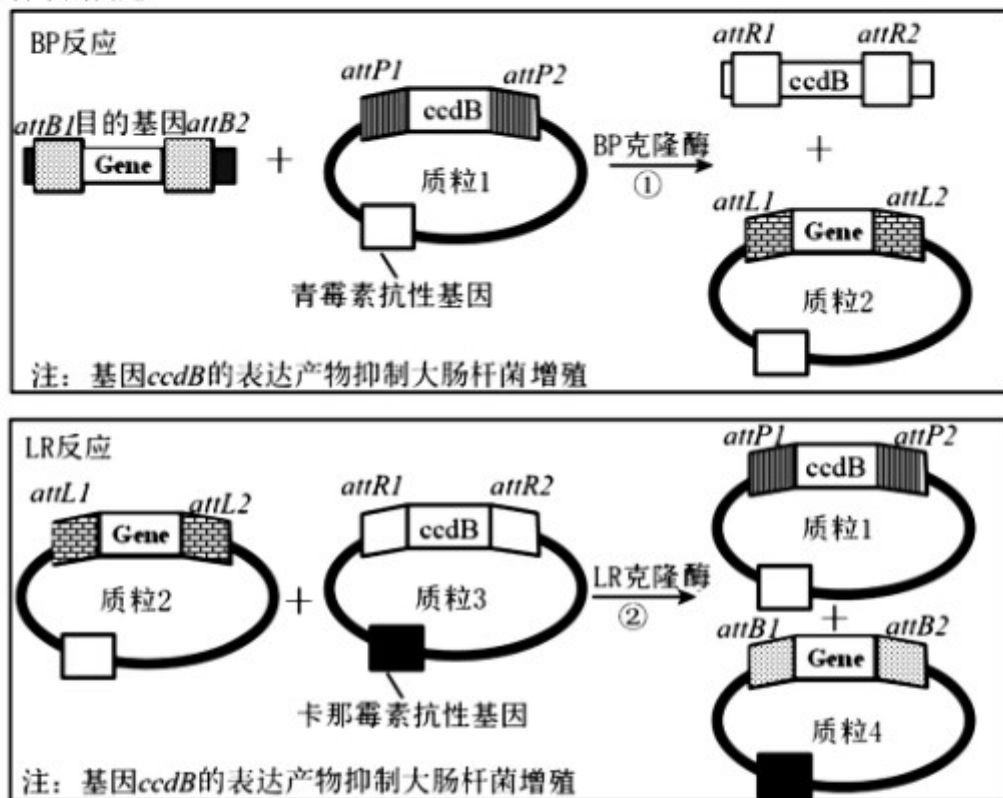 BP反应
attR1 attR2
ccdB
attP1 attP2
ccdB
attB1目的基因attB2
Gene
+
质粒1
BP克隆酶
①
+
attL1 attL2
Gene
质粒2
青霉素抗性基因
注：基因ccdB的表达产物抑制大肠杆菌增殖
LR反应
attP1 attP2
ccdB
质粒1
attL1 attL2
Gene
质粒2
+
attR1 attR2
ccdB
质粒3
LR克隆酶
②
+
attB1 attB2
Gene
质粒4
卡那霉素抗性基因
注：基因ccdB的表达产物抑制大肠杆菌增殖